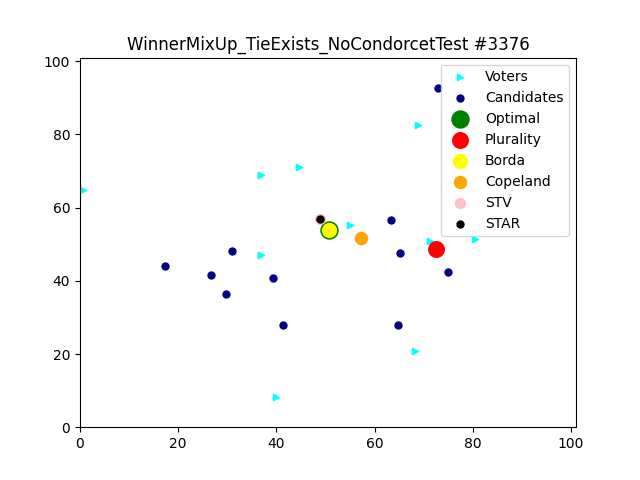 WinnerMixUp_TieExists_NoCondorcetTest #3376
100
80
60
40
20
0
0 20 40 60 80 100
Voters
Candidates
Optimal
Plurality
Borda
Copeland
STV
STAR